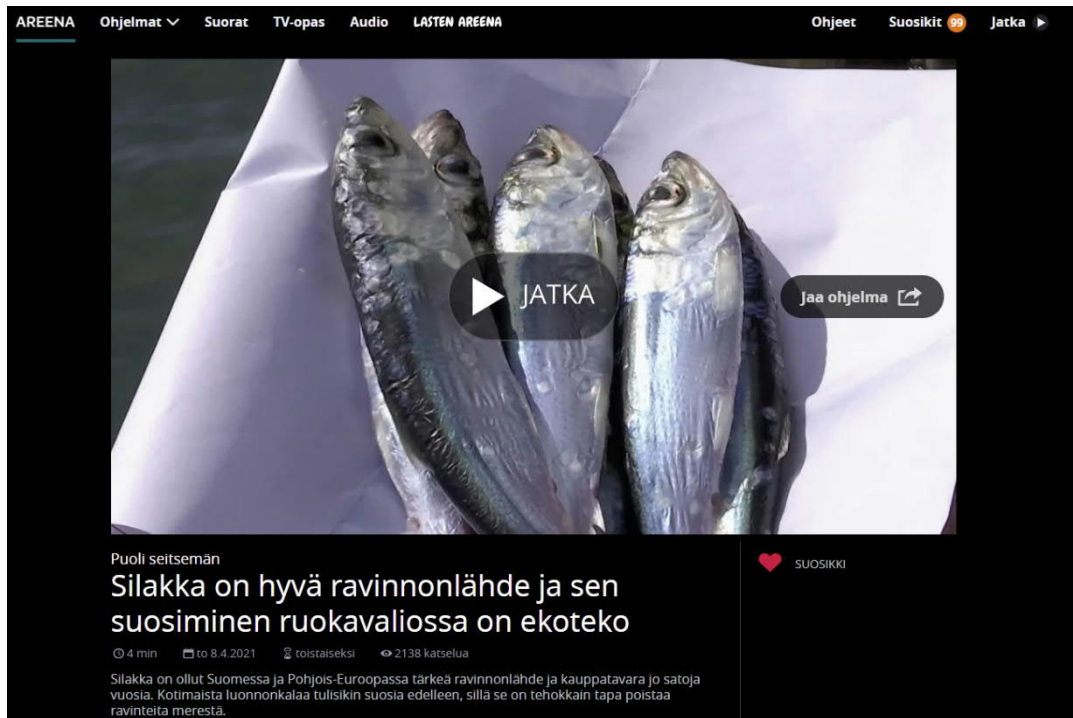 AREENA Ohjelmat Suorat TV-opas Audio LASTEN AREENA Ohjeet Suosikit 99 Jatka
JATKA
Jaa ohjelma
Puoli seitsemän
Silakka on hyvä ravinnonlähde ja sen
suosiminen ruokavaliossa on ekoteko
SUOSIKKI
4 min to 8.4.2021 toistaiseksi 2138 katselua
Silakka on ollut Suomessa ja Pohjois-Euroopassa tärkeä ravinnonlähde ja kauppatavara jo satoja
vuosia. Kotimaista luonnonkalaa tulisikin suosia edelleen, sillä se on tehokkain tapa poistaa
ravinteita merestä.